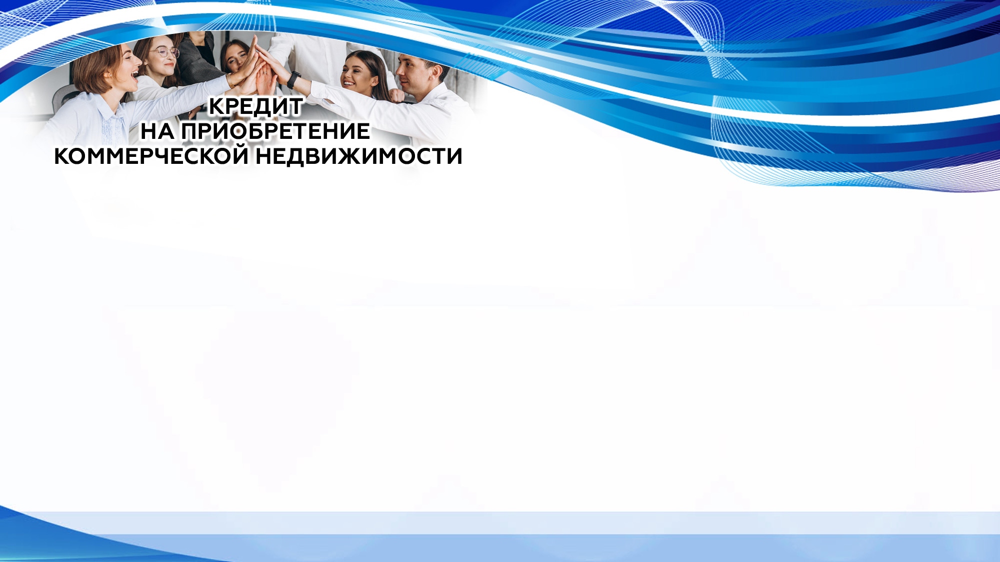 КРЕДИТ
НА ПРИОБРЕТЕНИЕ
КОММЕРЧЕСКОЙ НЕДВИЖИМОСТИ